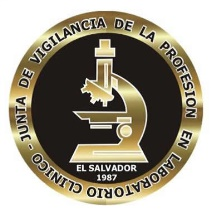 JUNTA DE VIGILANCIA DE LA PROFESION EN LABORATORIO CLINICO -
EL SALVADOR
1987